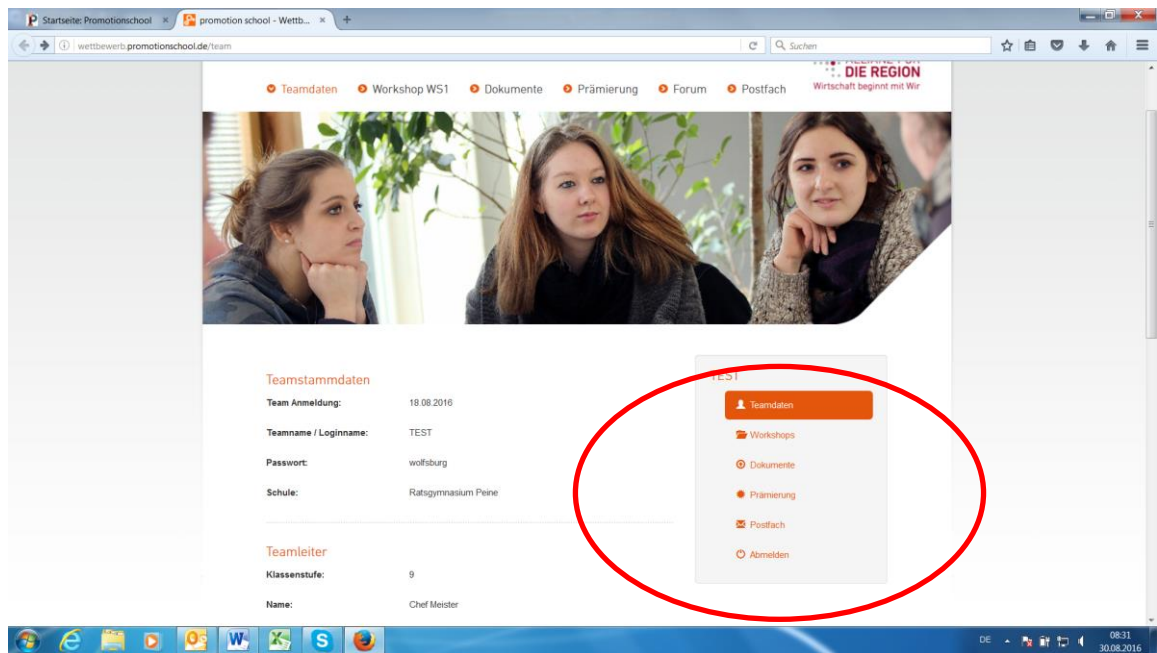 Startseite: Promotionschool
promotion school - Wettb...
wettbewerb.promotionschool.de/team
Suchen
DIE REGION
Wirtschaft beginnt mit Wir
Teamdaten Workshop WS1 Dokumente Prämierung Forum Postfach
Teamstammdaten
Team Anmeldung: 18.08.2016
Teamname / Loginname: TEST
Passwort: wolfsburg
Schule: Ratsgymnasium Peine
Teamleiter
Klassenstufe: 9
Name: Chef Meister
TEST
Teamdaten
Workshops
Dokumente
Prämierung
Postfach
Abmelden
DE
08:31
30.08.2016